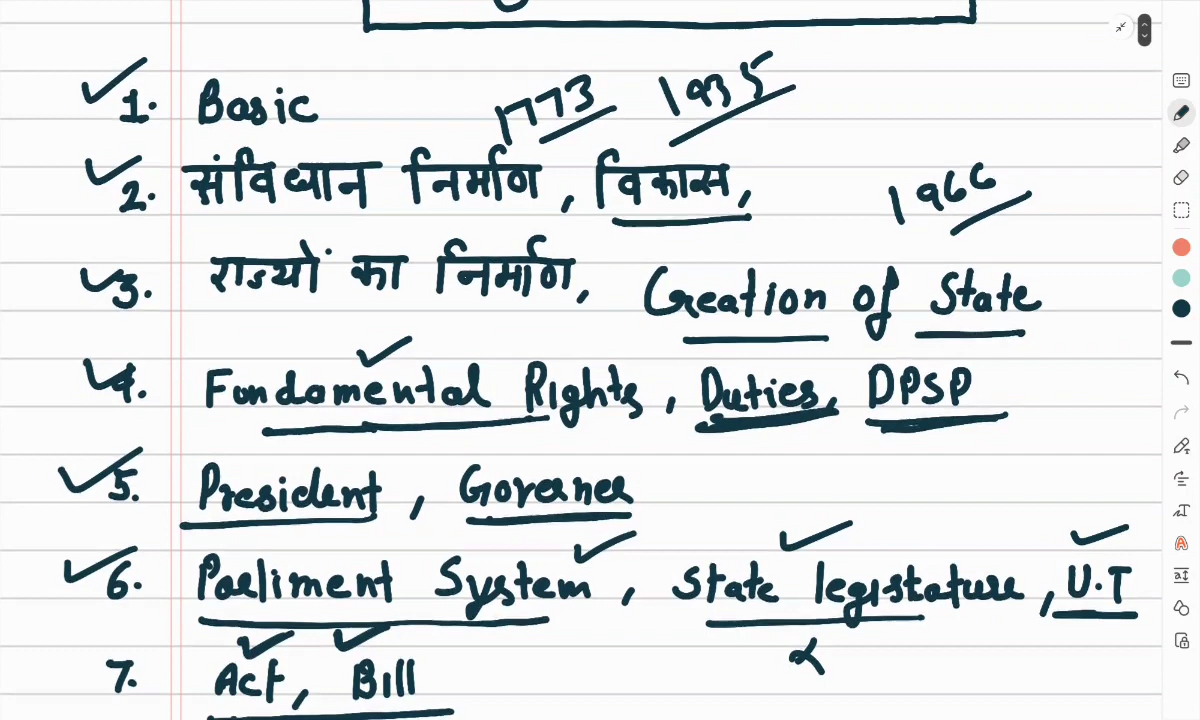 1. Basic 1773 1935
2. संविधान निर्माण, विकास,
1966
3. राज्यों का निर्माण, Creation of State
4. Fundamental Rights, Duties, DPSP
5. President, Governer
6. Parliment System, State legistature, U.T
7. Act, Bill